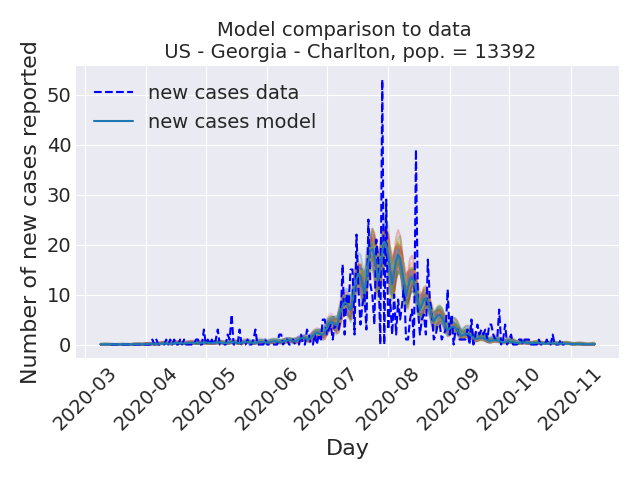 Model comparison to data
US - Georgia - Charlton, pop. = 13392
Number of new cases reported
50
40
30
20
10
0
new cases data
new cases model
2020-03
2020-04
2020-05
2020-06
2020-07
2020-08
2020-09
2020-10
2020-11
Day